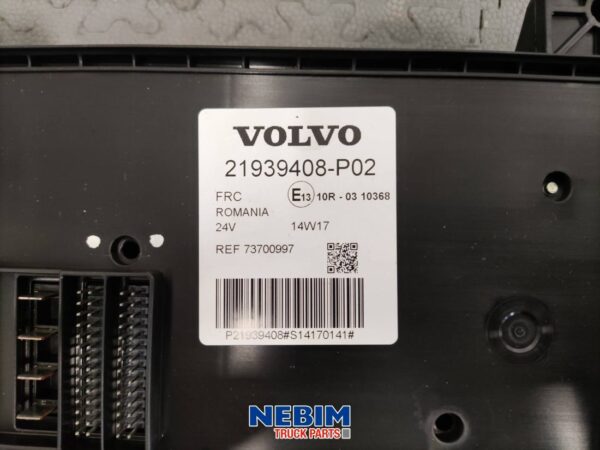 VOLVO
21939408-P02
FRC E13 10R - 03 10368
ROMANIA
24V 14W17
REF 73700997
P21939408#S14170141#
NEBIM
TRUCK PARTS